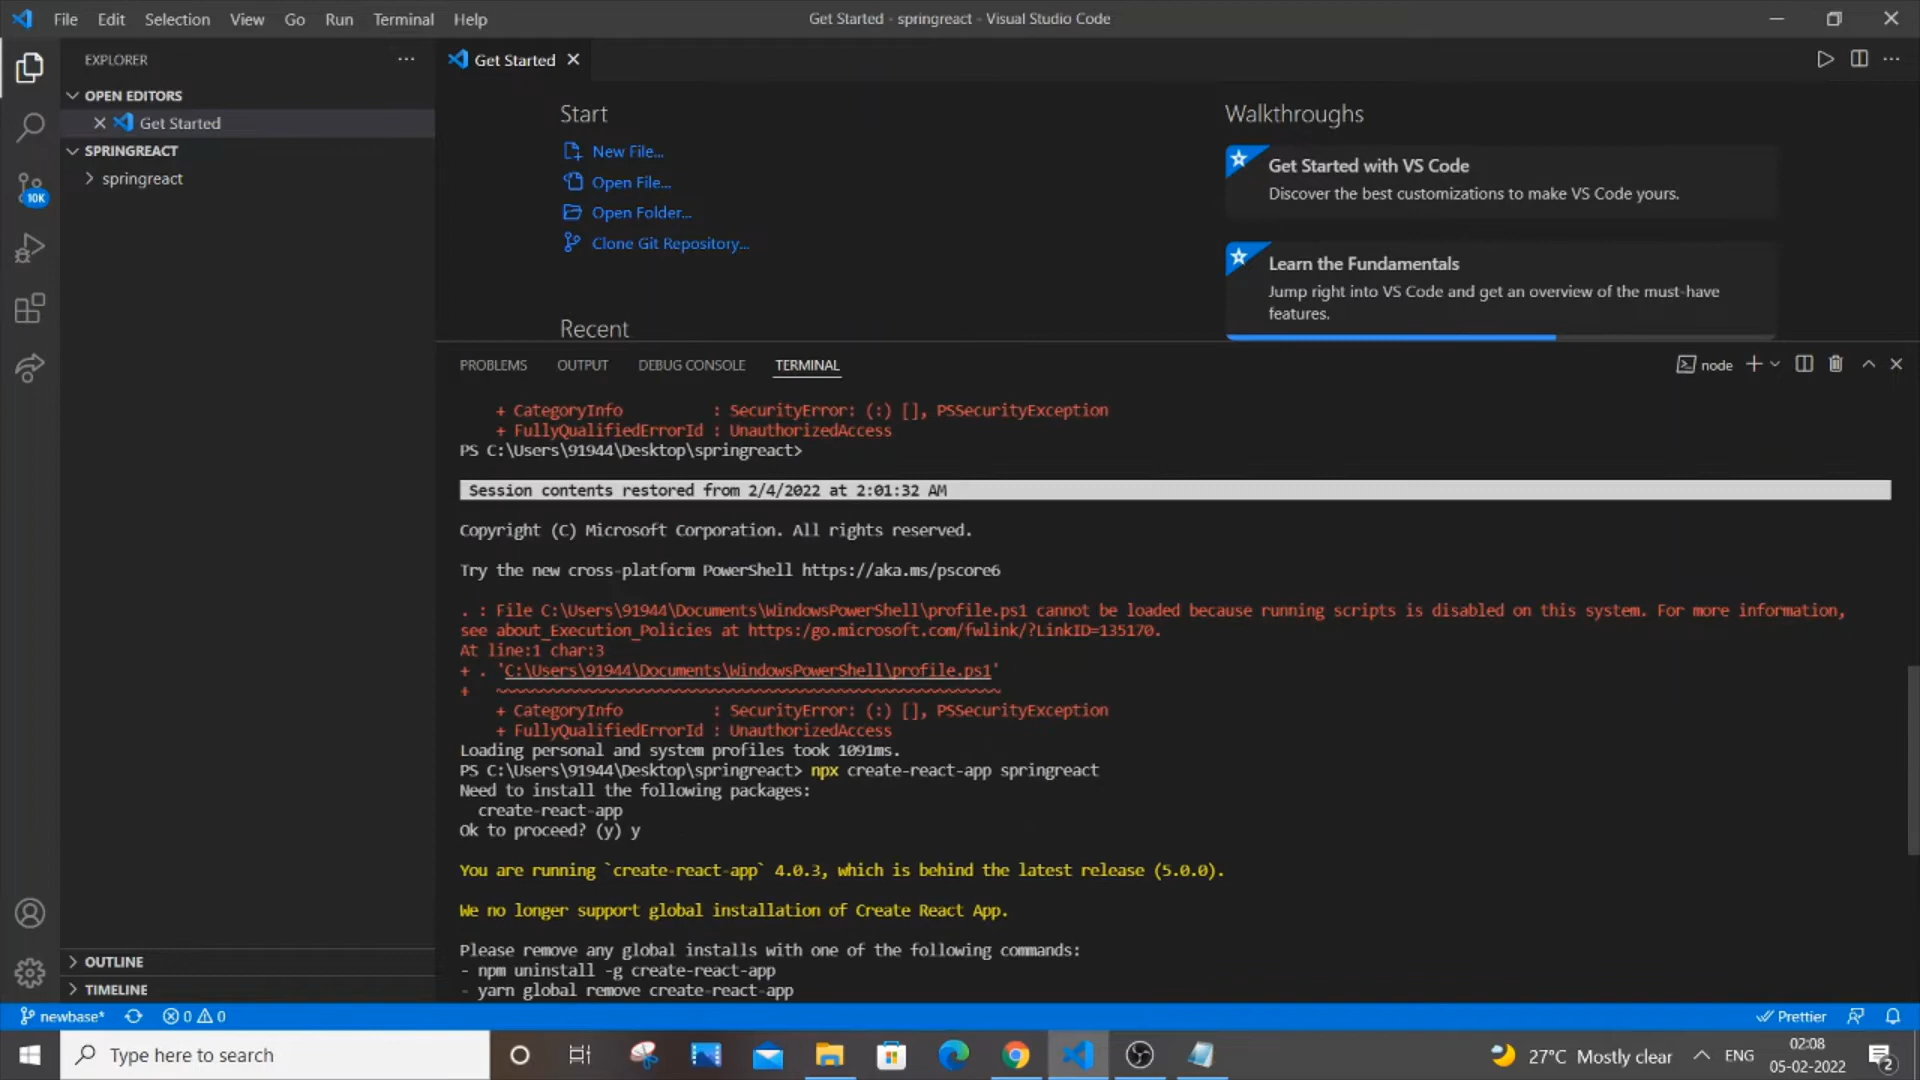 File Edit Selection View Go Run Terminal Help
Get Started - springreact - Visual Studio Code
EXPLORER
OPEN EDITORS
Get Started
SPRINGREACT
springreact
10K
OUTLINE
TIMELINE
Get Started
Start
New File...
Open File...
Open Folder...
Clone Git Repository...
Recent
Walkthroughs
Get Started with VS Code
Discover the best customizations to make VS Code yours.
Learn the Fundamentals
Jump right into VS Code and get an overview of the must-have
features.
PROBLEMS OUTPUT DEBUG CONSOLE TERMINAL
node
+ CategoryInfo : SecurityError: (:) [], PSSecurityException
+ FullyQualifiedErrorId : UnauthorizedAccess
PS C:\Users\91944\Desktop\springreact>
Session contents restored from 2/4/2022 at 2:01:32 AM
Copyright (C) Microsoft Corporation. All rights reserved.
Try the new cross-platform PowerShell https://aka.ms/pscore6
. : File C:\Users\91944\Documents\WindowsPowerShell\profile.ps1 cannot be loaded because running scripts is disabled on this system. For more information,
see about_Execution_Policies at https:/go.microsoft.com/fwlink/?LinkID=135170.
At line:1 char:3
+ . 'C:\Users\91944\Documents\WindowsPowerShell\profile.ps1'
+ ~~~~~~~~~~~~~~~~~~~~~~~~~~~~~~~~~~~~~~~~~~~~~~~~~~~~~~~~
+ CategoryInfo : SecurityError: (:) [], PSSecurityException
+ FullyQualifiedErrorId : UnauthorizedAccess
Loading personal and system profiles took 1091ms.
PS C:\Users\91944\Desktop\springreact> npx create-react-app springreact
Need to install the following packages:
create-react-app
Ok to proceed? (y) y
You are running `create-react-app` 4.0.3, which is behind the latest release (5.0.0).
We no longer support global installation of Create React App.
Please remove any global installs with one of the following commands:
- npm uninstall -g create-react-app
- yarn global remove create-react-app
newbase* 0 0
Prettier
Type here to search
27°C Mostly clear
ENG
02:08
05-02-2022
2